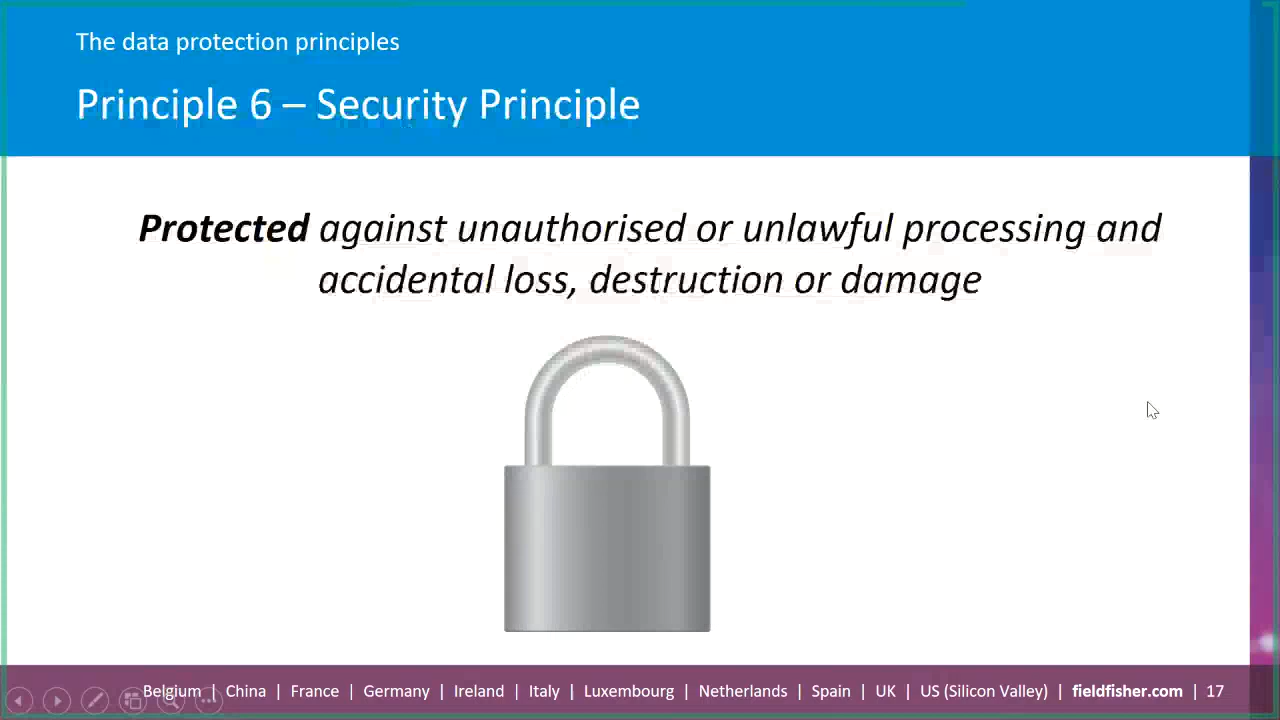 The data protection principles
Principle 6 – Security Principle
Protected against unauthorised or unlawful processing and
accidental loss, destruction or damage
Belgium | China | France | Germany | Ireland | Italy | Luxembourg | Netherlands | Spain | UK | US (Silicon Valley) | fieldfisher.com | 17